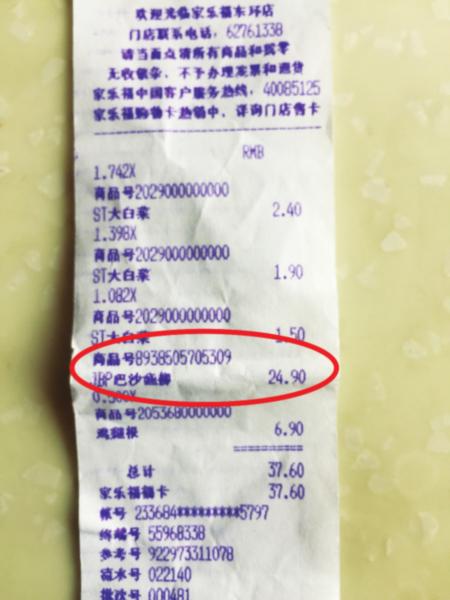 欢迎光临家乐福东环店
门店联系电话, 62761338
请当面点清所有商品和找零
无收银条, 不予办理发票和退货
家乐福中国客户服务热线, 40085125
家乐福购物卡热销中, 详询门店售卡
RMB
1.742X
商品号2029000000000
ST大白菜 2.40
1.398X
商品号2029000000000
ST大白菜 1.90
1.082X
商品号2029000000000
ST大白菜 1.50
商品号8938505705309
巴沙鱼柳 24.90
商品号2053680000000
鸡腿根 6.90
==========
总计 37.60
家乐福福卡 37.60
帐号 233684*********5797
终端号 55968338
参考号 922973311078
流水号 022140
批次号 000481